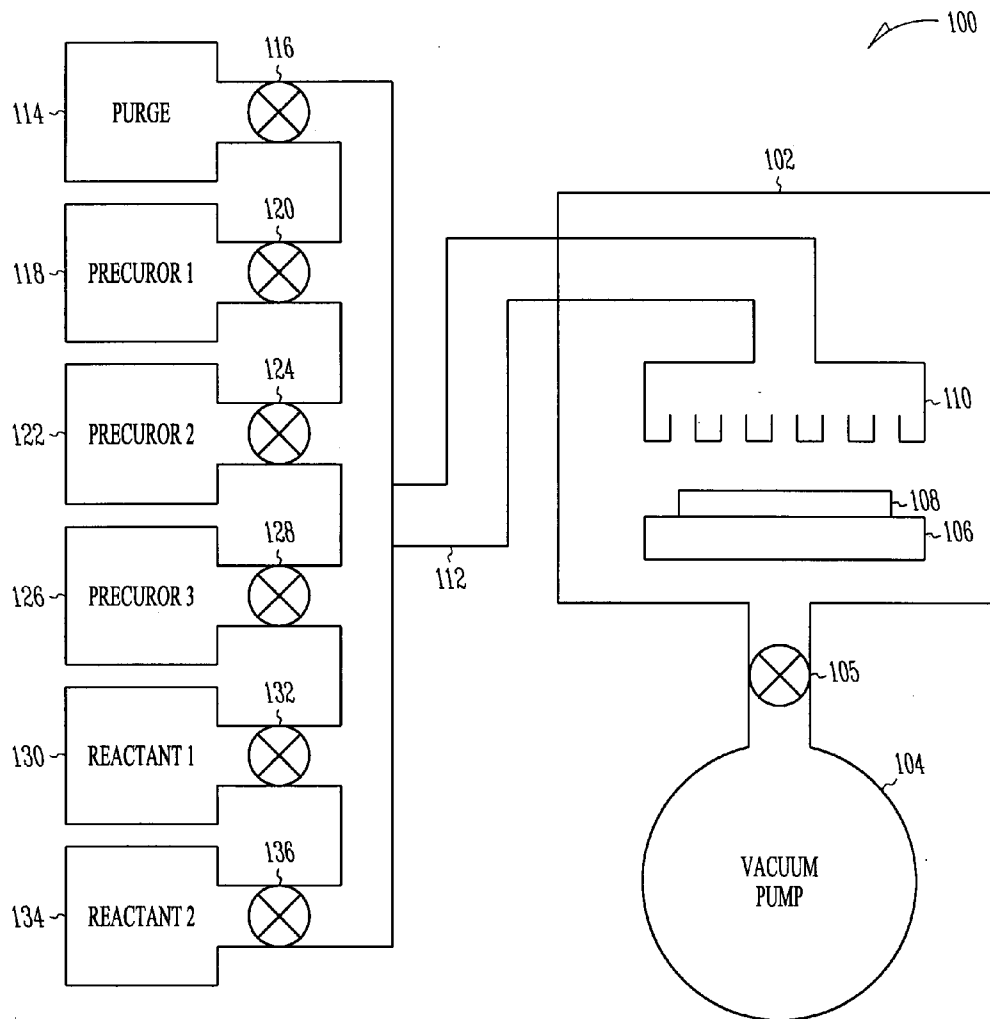 100
116
114
PURGE
102
120
118
PRECUROR 1
124
122
PRECUROR 2
110
108
106
128
112
126
PRECUROR 3
105
132
130
REACTANT 1
104
136
134
REACTANT 2
VACUUM
PUMP